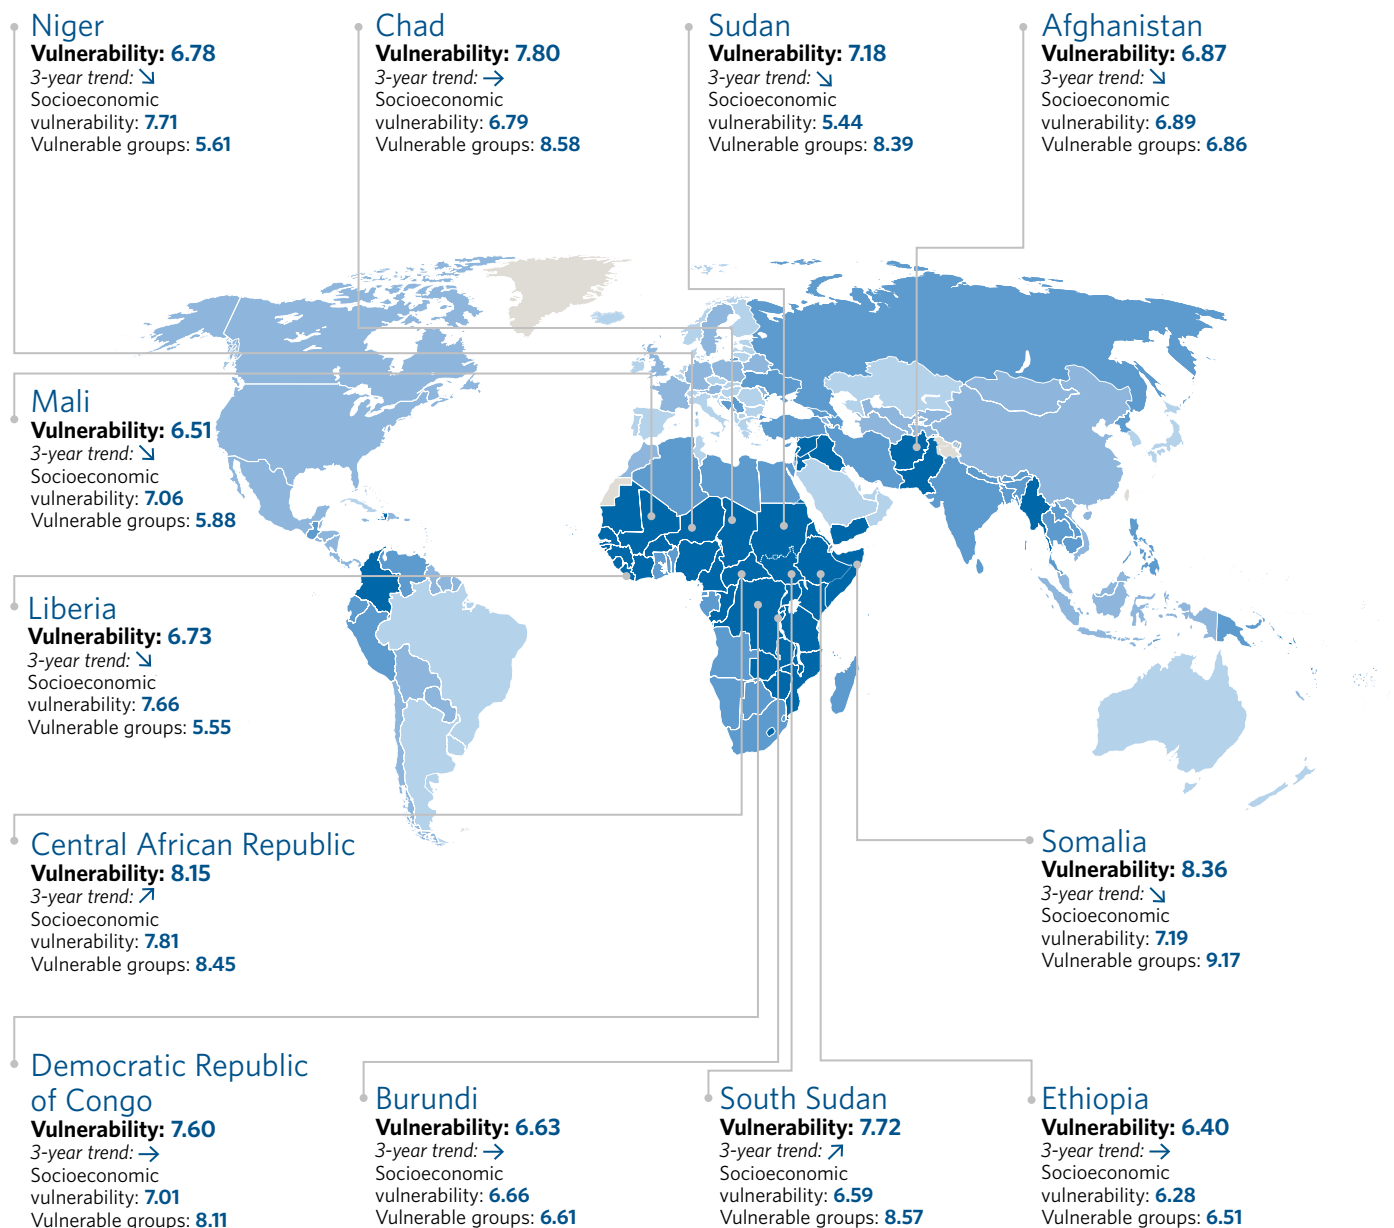 Niger
Vulnerability: 6.78
3-year trend: ↘
Socioeconomic
vulnerability: 7.71
Vulnerable groups: 5.61
Chad
Vulnerability: 7.80
3-year trend: →
Socioeconomic
vulnerability: 6.79
Vulnerable groups: 8.58
Sudan
Vulnerability: 7.18
3-year trend: ↘
Socioeconomic
vulnerability: 5.44
Vulnerable groups: 8.39
Afghanistan
Vulnerability: 6.87
3-year trend: ↘
Socioeconomic
vulnerability: 6.89
Vulnerable groups: 6.86
Mali
Vulnerability: 6.51
3-year trend: ↘
Socioeconomic
vulnerability: 7.06
Vulnerable groups: 5.88
Liberia
Vulnerability: 6.73
3-year trend: ↘
Socioeconomic
vulnerability: 7.66
Vulnerable groups: 5.55
Central African Republic
Vulnerability: 8.15
3-year trend: ↗
Socioeconomic
vulnerability: 7.81
Vulnerable groups: 8.45
Somalia
Vulnerability: 8.36
3-year trend: ↘
Socioeconomic
vulnerability: 7.19
Vulnerable groups: 9.17
Democratic Republic
of Congo
Vulnerability: 7.60
3-year trend: →
Socioeconomic
vulnerability: 7.01
Vulnerable groups: 8.11
Burundi
Vulnerability: 6.63
3-year trend: →
Socioeconomic
vulnerability: 6.66
Vulnerable groups: 6.61
South Sudan
Vulnerability: 7.72
3-year trend: ↗
Socioeconomic
vulnerability: 6.59
Vulnerable groups: 8.57
Ethiopia
Vulnerability: 6.40
3-year trend: →
Socioeconomic
vulnerability: 6.28
Vulnerable groups: 6.51